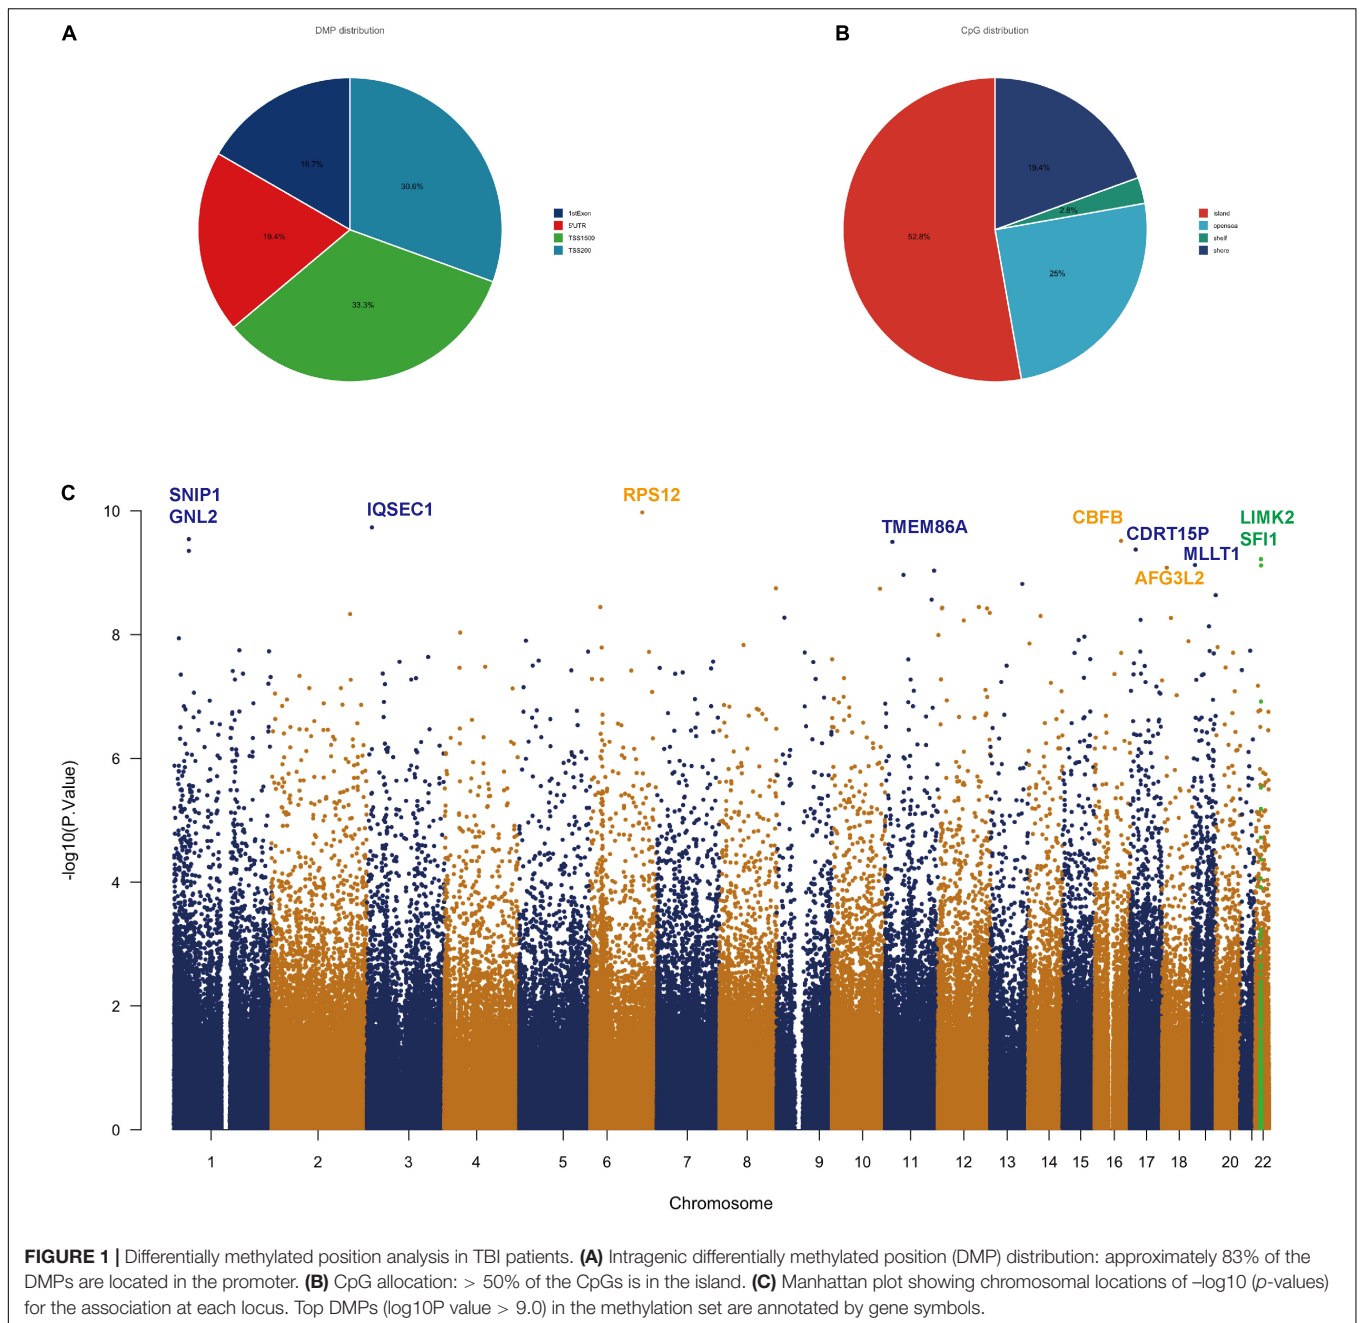 A
DMP distribution
16.7%
30.6%
19.4%
33.3%
1stExon
5'UTR
TSS1500
TSS200
B
CpG distribution
19.4%
2.8%
52.8%
25%
island
opensea
shelf
shore
C
SNIP1
GNL2
IQSEC1
RPS12
TMEM86A
CBFB
CDRT15P
MLLT1
AFG3L2
LIMK2
SFI1
10
8
6
4
2
0
-log10(P.Value)
1 2 3 4 5 6 7 8 9 10 11 12 13 14 15 16 17 18 20 22
Chromosome
FIGURE 1 | Differentially methylated position analysis in TBI patients. (A) Intragenic differentially methylated position (DMP) distribution: approximately 83% of the
DMPs are located in the promoter. (B) CpG allocation: > 50% of the CpGs is in the island. (C) Manhattan plot showing chromosomal locations of –log10 (p-values)
for the association at each locus. Top DMPs (log10P value > 9.0) in the methylation set are annotated by gene symbols.